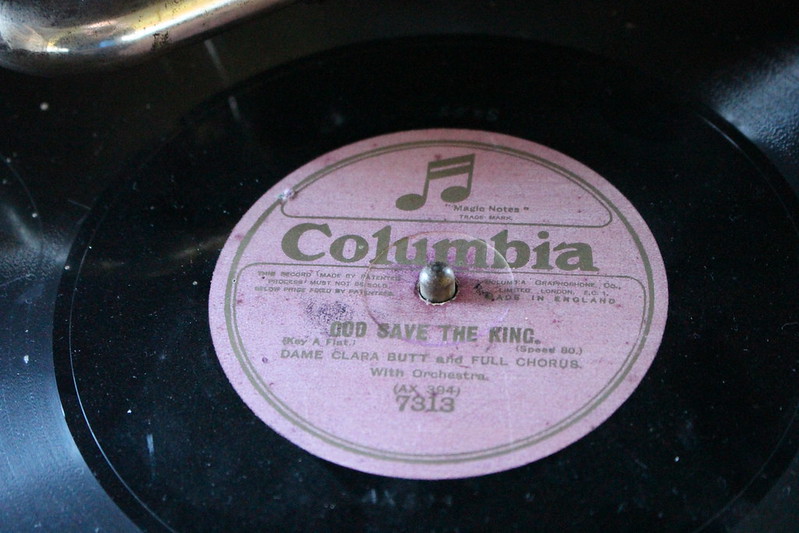 "Magic Notes"
TRADE MARK.
Columbia
THIS RECORD (MADE BY PATENTED
PROCESS) MUST NOT BE SOLD
BELOW PRICE FIXED BY PATENTEES
COLUMBIA GRAPHOPHONE CO.,
LIMITED. LONDON, E.C.1.
MADE IN ENGLAND
GOD SAVE THE KING.
(Key A Flat.) (Speed 80.)
DAME CLARA BUTT and FULL CHORUS.
With Orchestra.
(AX 394)
7313